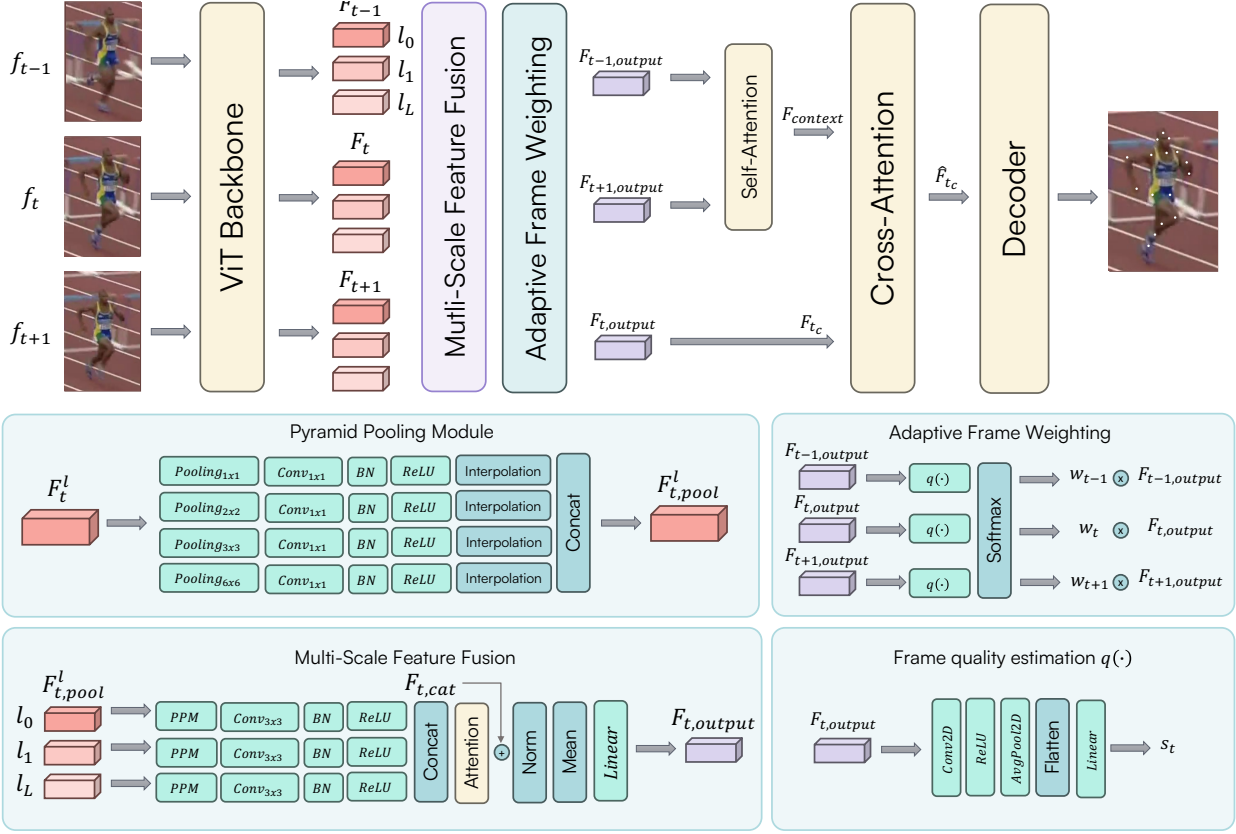 F_{t-1}
f_{t-1}
l_0
l_1
l_L
F_t
f_t
F_{t+1}
f_{t+1}
ViT Backbone
Mutli-Scale Feature Fusion
Adaptive Frame Weighting
F_{t-1,output}
F_{t+1,output}
F_{t,output}
Self-Attention
F_{context}
F_{t_c}
Cross-Attention
\hat{F}_{t_c}
Decoder
Pyramid Pooling Module
F_t^l
Pooling_{1x1} Conv_{1x1} BN ReLU Interpolation
Pooling_{2x2} Conv_{1x1} BN ReLU Interpolation
Pooling_{3x3} Conv_{1x1} BN ReLU Interpolation
Pooling_{6x6} Conv_{1x1} BN ReLU Interpolation
Concat
F_{t,pool}^l
Adaptive Frame Weighting
F_{t-1,output} q(·) w_{t-1} x F_{t-1,output}
F_{t,output} q(·) w_t x F_{t,output}
F_{t+1,output} q(·) w_{t+1} x F_{t+1,output}
Softmax
Multi-Scale Feature Fusion
F_{t,pool}^l
l_0 PPM Conv_{3x3} BN ReLU
l_1 PPM Conv_{3x3} BN ReLU
l_L PPM Conv_{3x3} BN ReLU
Concat
F_{t,cat}
Attention
+
Norm
Mean
Linear
F_{t,output}
Frame quality estimation q(·)
F_{t,output}
Conv2D
ReLU
AvgPool2D
Flatten
Linear
s_t